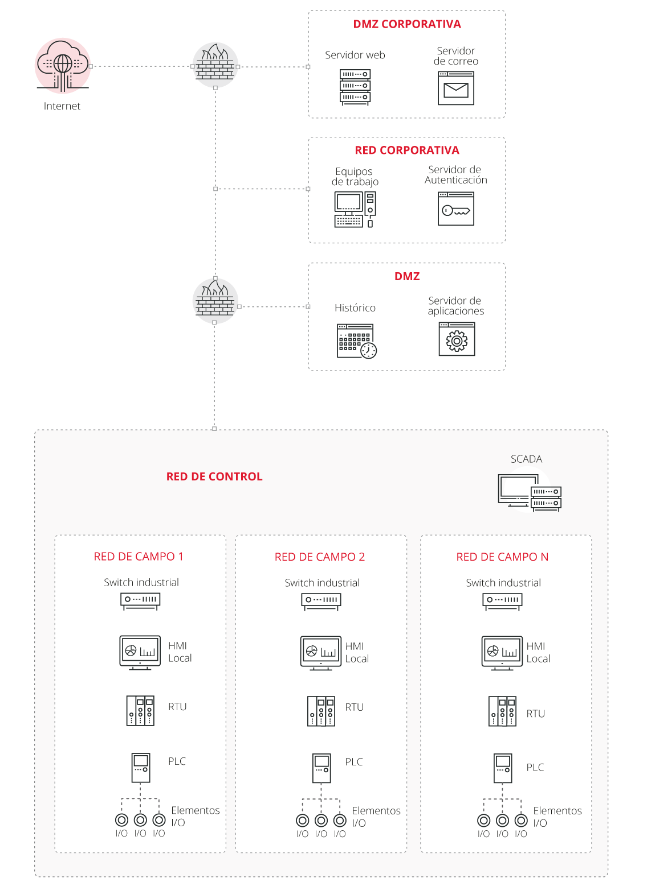 DMZ CORPORATIVA
Servidor web
Servidor
de correo
Internet
RED CORPORATIVA
Equipos
de trabajo
Servidor de
Autenticación
DMZ
Histórico
Servidor de
aplicaciones
RED DE CONTROL
SCADA
RED DE CAMPO 1
Switch industrial
HMI
Local
RTU
PLC
Elementos
I/O
I/O I/O I/O
RED DE CAMPO 2
Switch industrial
HMI
Local
RTU
PLC
Elementos
I/O
I/O I/O I/O
RED DE CAMPO N
Switch industrial
HMI
Local
RTU
PLC
Elementos
I/O
I/O I/O I/O